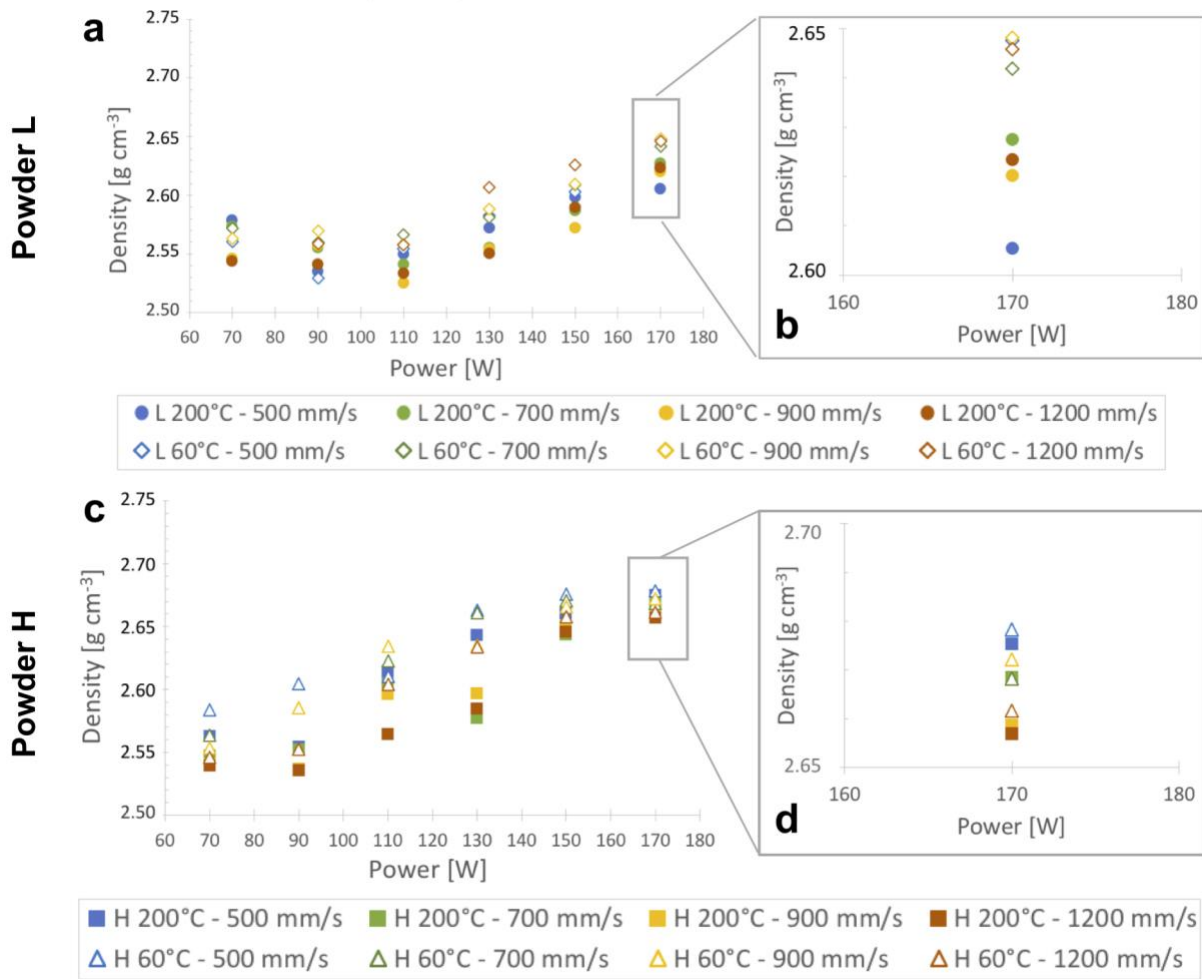 Powder L
a
Density [g cm-3]
2.75
2.70
2.65
2.60
2.55
2.50
60 70 80 90 100 110 120 130 140 150 160 170 180
Power [W]
Density [g cm-3]
2.65
2.60
160 170 180
b
Power [W]
L 200°C - 500 mm/s L 200°C - 700 mm/s L 200°C - 900 mm/s L 200°C - 1200 mm/s
L 60°C - 500 mm/s L 60°C - 700 mm/s L 60°C - 900 mm/s L 60°C - 1200 mm/s
Powder H
c
Density [g cm-3]
2.75
2.70
2.65
2.60
2.55
2.50
60 70 80 90 100 110 120 130 140 150 160 170 180
Power [W]
Density [g cm-3]
2.70
2.65
160 170 180
d
Power [W]
H 200°C - 500 mm/s H 200°C - 700 mm/s H 200°C - 900 mm/s H 200°C - 1200 mm/s
H 60°C - 500 mm/s H 60°C - 700 mm/s H 60°C - 900 mm/s H 60°C - 1200 mm/s